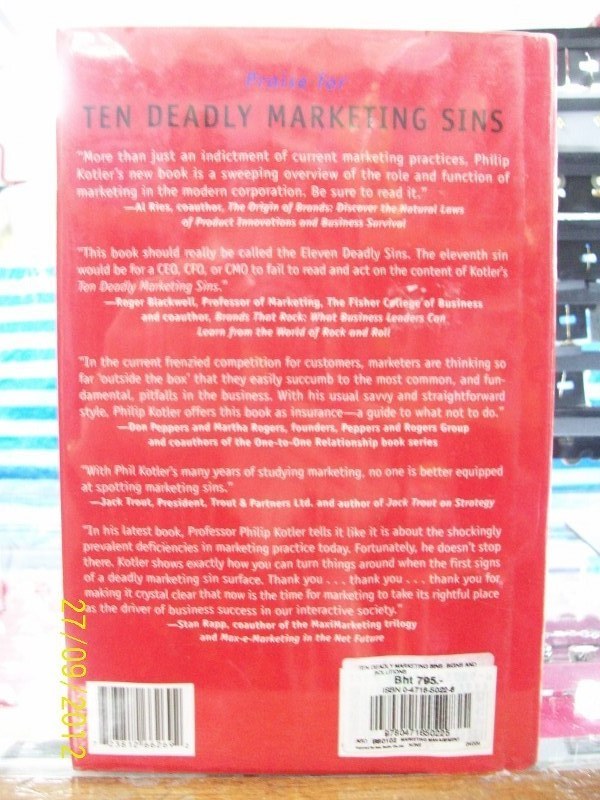 Praise for
TEN DEADLY MARKETING SINS
"More than just an indictment of current marketing practices, Philip
Kotler's new book is a sweeping overview of the role and function of
marketing in the modern corporation. Be sure to read it."
—Al Ries, coauthor, The Origin of Brands: Discover the Natural Laws
of Product Innovations and Business Survival
"This book should really be called the Eleven Deadly Sins. The eleventh sin
would be for a CEO, CFO, or CMO to fail to read and act on the content of Kotler's
Ten Deadly Marketing Sins."
—Roger Blackwell, Professor of Marketing, The Fisher College of Business
and coauthor, Brands That Rock: What Business Leaders Can
Learn from the World of Rock and Roll
"In the current frenzied competition for customers, marketers are thinking so
far 'outside the box' that they easily succumb to the most common, and fun-
damental, pitfalls in the business. With his usual savvy and straightforward
style, Philip Kotler offers this book as insurance—a guide to what not to do."
—Don Peppers and Martha Rogers, founders, Peppers and Rogers Group
and coauthors of the One-to-One Relationship book series
"With Phil Kotler's many years of studying marketing, no one is better equipped
at spotting marketing sins."
—Jack Trout, President, Trout & Partners Ltd. and author of Jack Trout on Strategy
"In his latest book, Professor Philip Kotler tells it like it is about the shockingly
prevalent deficiencies in marketing practice today. Fortunately, he doesn't stop
there. Kotler shows exactly how you can turn things around when the first signs
of a deadly marketing sin surface. Thank you . . . thank you . . . thank you for,
making it crystal clear that now is the time for marketing to take its rightful place
as the driver of business success in our interactive society."
—Stan Rapp, coauthor of the MaxiMarketing trilogy
and Max-e-Marketing in the Net Future
27/09/2012
TEN DEADLY MARKETING SINS: SIGNS AND
SOLUTIONS
Bht 795.-
ISBN 0-4716-5022-6
9780471650225
MARKETING MANAGEMENT